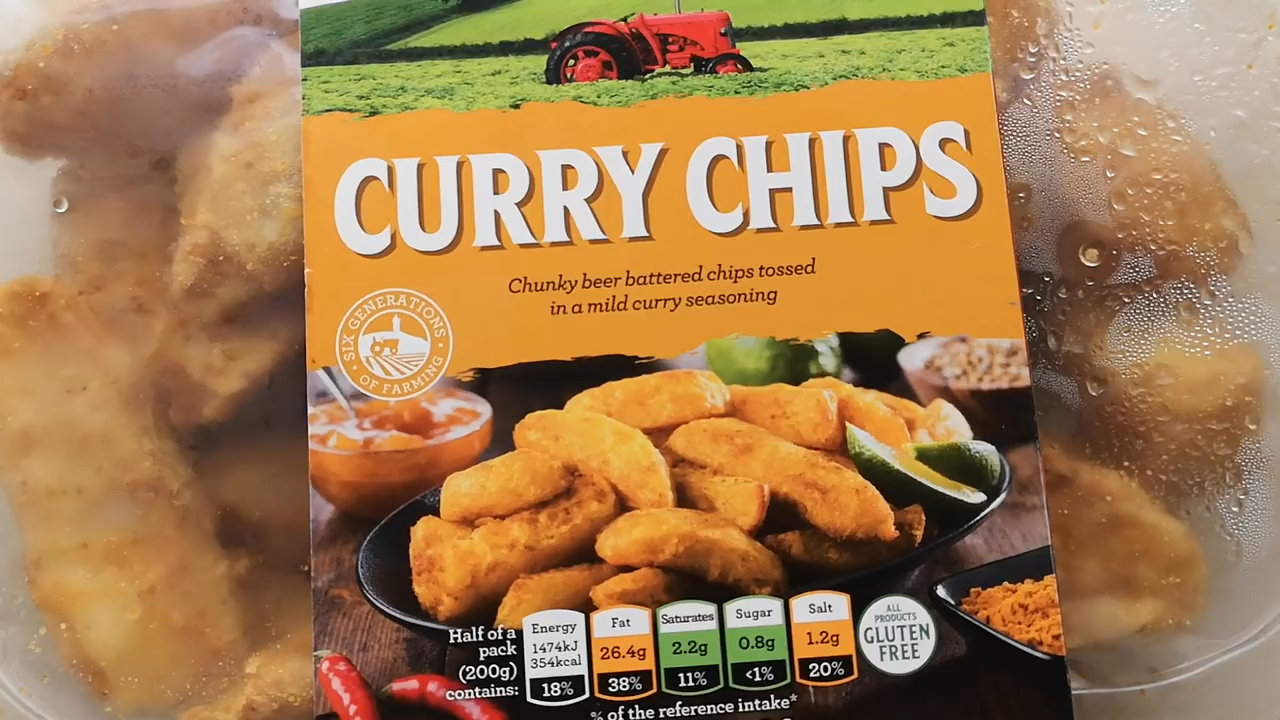 CURRY CHIPS
Chunky beer battered chips tossed
in a mild curry seasoning
SIX GENERATIONS
OF FARMING
Half of a
pack
(200g)
contains:
Energy
1474kJ
354kcal
18%
Fat
26.4g
38%
Saturates
2.2g
11%
Sugar
0.8g
<1%
Salt
1.2g
20%
ALL
PRODUCTS
GLUTEN
FREE
% of the reference intake*